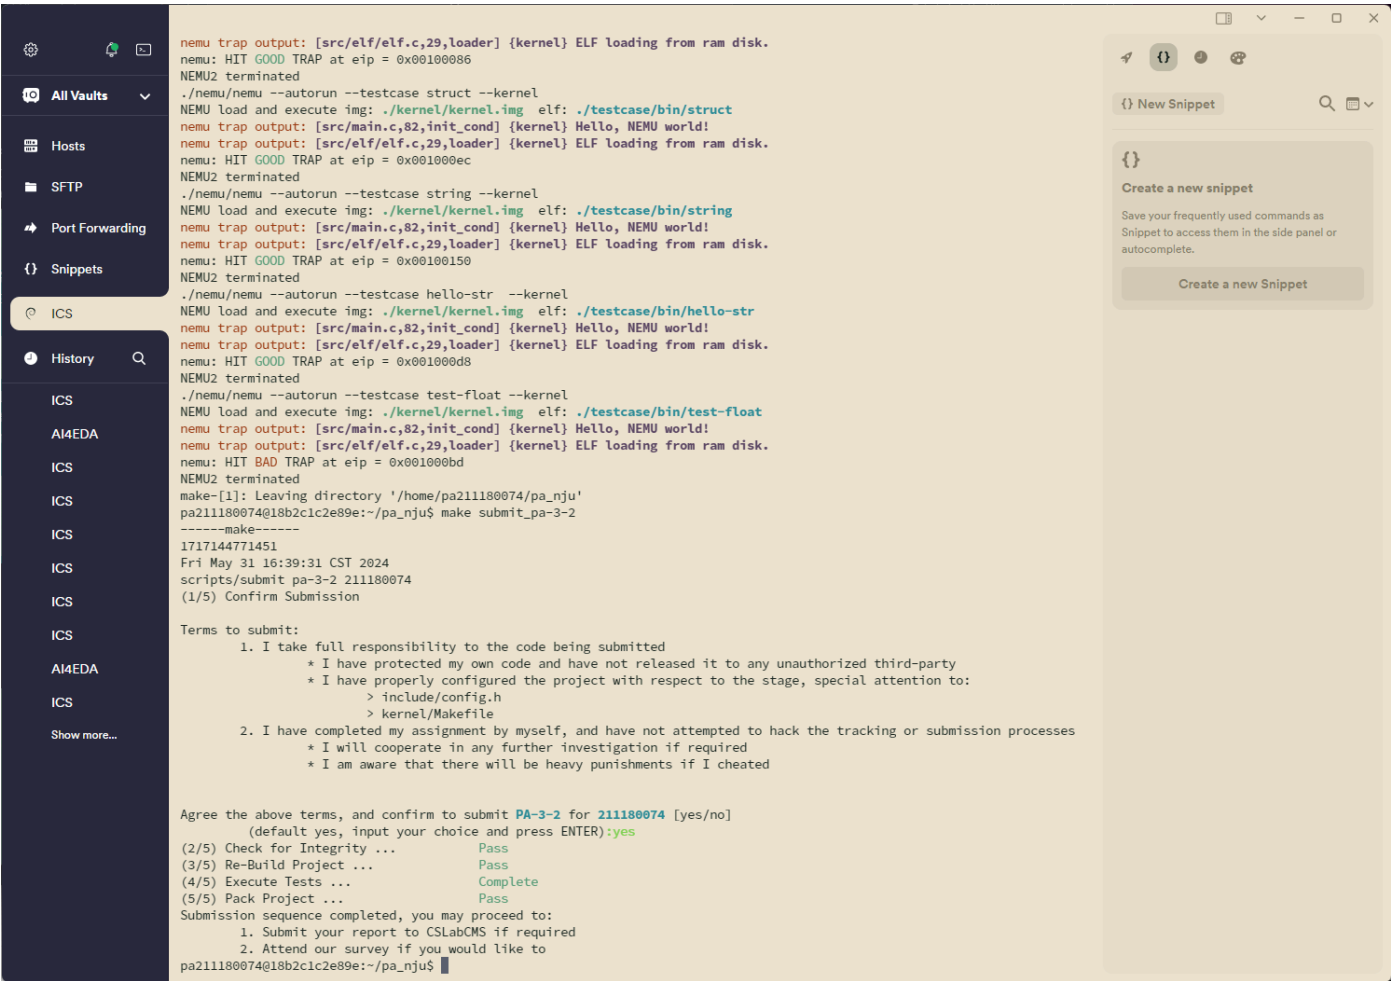 All Vaults
Hosts
SFTP
Port Forwarding
{} Snippets
ICS
History
ICS
AI4EDA
ICS
ICS
ICS
ICS
ICS
ICS
AI4EDA
ICS
Show more...
nemu trap output: [src/elf/elf.c,29,loader] {kernel} ELF loading from ram disk.
nemu: HIT GOOD TRAP at eip = 0x00100086
NEMU2 terminated
./nemu/nemu --autorun --testcase struct --kernel
NEMU load and execute img: ./kernel/kernel.img  elf: ./testcase/bin/struct
nemu trap output: [src/main.c,82,init_cond] {kernel} Hello, NEMU world!
nemu trap output: [src/elf/elf.c,29,loader] {kernel} ELF loading from ram disk.
nemu: HIT GOOD TRAP at eip = 0x001000ec
NEMU2 terminated
./nemu/nemu --autorun --testcase string --kernel
NEMU load and execute img: ./kernel/kernel.img  elf: ./testcase/bin/string
nemu trap output: [src/main.c,82,init_cond] {kernel} Hello, NEMU world!
nemu trap output: [src/elf/elf.c,29,loader] {kernel} ELF loading from ram disk.
nemu: HIT GOOD TRAP at eip = 0x00100150
NEMU2 terminated
./nemu/nemu --autorun --testcase hello-str  --kernel
NEMU load and execute img: ./kernel/kernel.img  elf: ./testcase/bin/hello-str
nemu trap output: [src/main.c,82,init_cond] {kernel} Hello, NEMU world!
nemu trap output: [src/elf/elf.c,29,loader] {kernel} ELF loading from ram disk.
nemu: HIT GOOD TRAP at eip = 0x001000d8
NEMU2 terminated
./nemu/nemu --autorun --testcase test-float --kernel
NEMU load and execute img: ./kernel/kernel.img  elf: ./testcase/bin/test-float
nemu trap output: [src/main.c,82,init_cond] {kernel} Hello, NEMU world!
nemu trap output: [src/elf/elf.c,29,loader] {kernel} ELF loading from ram disk.
nemu: HIT BAD TRAP at eip = 0x001000bd
NEMU2 terminated
make-[1]: Leaving directory '/home/pa211180074/pa_nju'
pa211180074@18b2c1c2e89e:~/pa_nju$ make submit_pa-3-2
------make------
1717144771451
Fri May 31 16:39:31 CST 2024
scripts/submit pa-3-2 211180074
(1/5) Confirm Submission
Terms to submit:
1. I take full responsibility to the code being submitted
* I have protected my own code and have not released it to any unauthorized third-party
* I have properly configured the project with respect to the stage, special attention to:
> include/config.h
> kernel/Makefile
2. I have completed my assignment by myself, and have not attempted to hack the tracking or submission processes
* I will cooperate in any further investigation if required
* I am aware that there will be heavy punishments if I cheated
Agree the above terms, and confirm to submit PA-3-2 for 211180074 [yes/no]
(default yes, input your choice and press ENTER):yes
(2/5) Check for Integrity ... Pass
(3/5) Re-Build Project ... Pass
(4/5) Execute Tests ... Complete
(5/5) Pack Project ... Pass
Submission sequence completed, you may proceed to:
1. Submit your report to CSLabCMS if required
2. Attend our survey if you would like to
pa211180074@18b2c1c2e89e:~/pa_nju$
{}
{} New Snippet
{}
Create a new snippet
Save your frequently used commands as
Snippet to access them in the side panel or
autocomplete.
Create a new Snippet